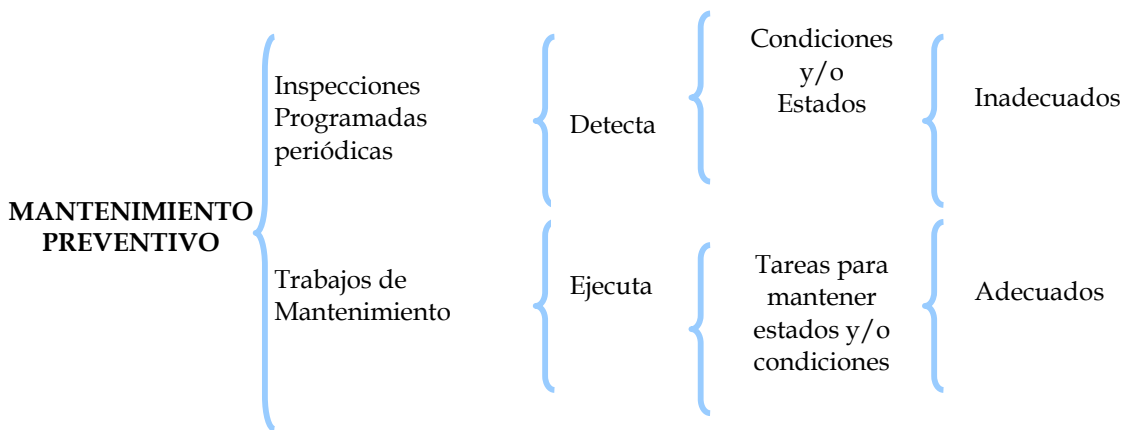 MANTENIMIENTO
PREVENTIVO
Inspecciones
Programadas
periódicas
Detecta
Condiciones
y/o
Estados
Inadecuados
Trabajos de
Mantenimiento
Ejecuta
Tareas para
mantener
estados y/o
condiciones
Adecuados